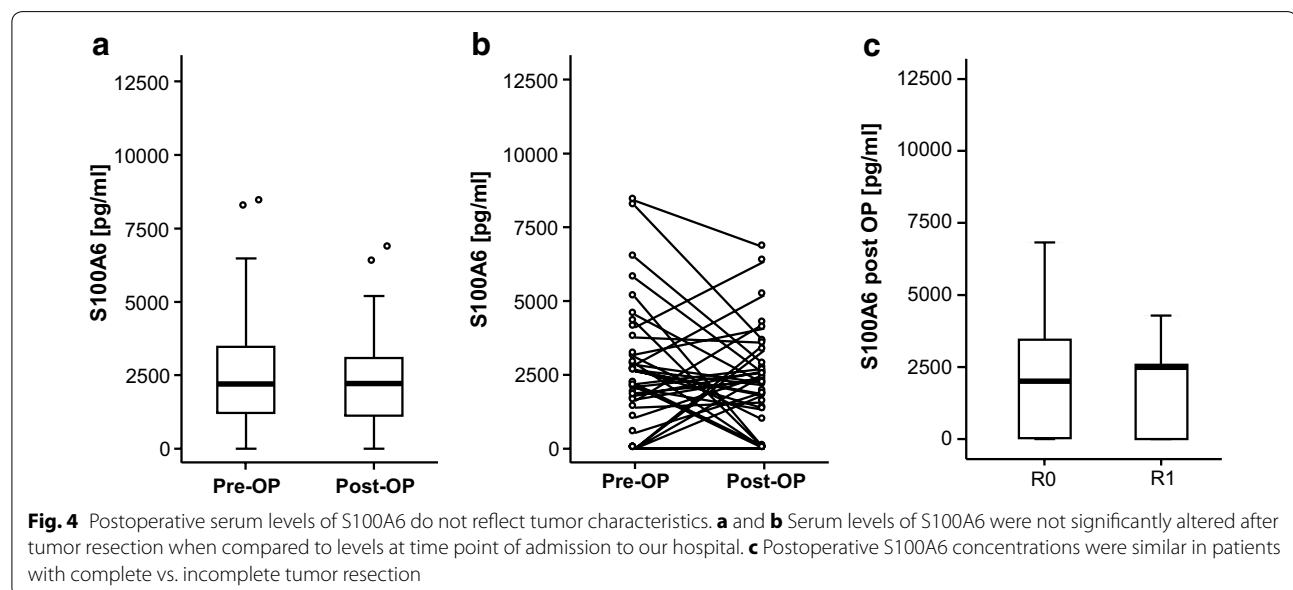 a
S100A6 [pg/ml]
12500
10000
7500
5000
2500
0
Pre-OP Post-OP
b
S100A6 [pg/ml]
12500
10000
7500
5000
2500
0
Pre-OP Post-OP
c
S100A6 post OP [pg/ml]
12500
10000
7500
5000
2500
0
R0 R1
Fig. 4 Postoperative serum levels of S100A6 do not reflect tumor characteristics. a and b Serum levels of S100A6 were not significantly altered after
tumor resection when compared to levels at time point of admission to our hospital. c Postoperative S100A6 concentrations were similar in patients
with complete vs. incomplete tumor resection